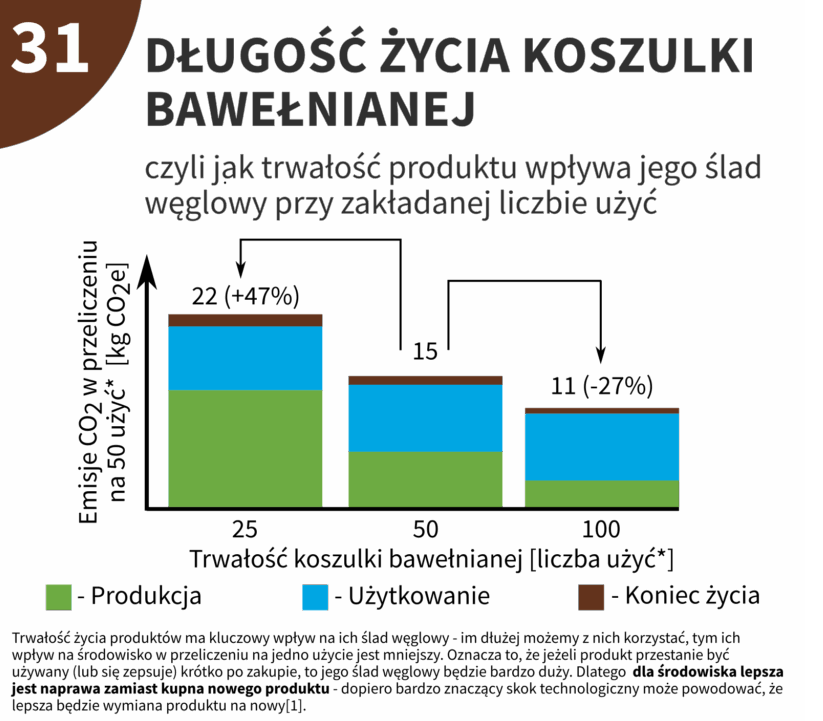 31
DŁUGOŚĆ ŻYCIA KOSZULKI
BAWEŁNIANEJ
czyli jak trwałość produktu wpływa jego ślad
węglowy przy zakładanej liczbie użyć
Emisje CO2 w przeliczeniu
na 50 użyć* [kg CO2e]
22 (+47%)
15
11 (-27%)
25 50 100
Trwałość koszulki bawełnianej [liczba użyć*]
- Produkcja - Użytkowanie - Koniec życia
Trwałość życia produktów ma kluczowy wpływ na ich ślad węglowy - im dłużej możemy z nich korzystać, tym ich
wpływ na środowisko w przeliczeniu na jedno użycie jest mniejszy. Oznacza to, że jeżeli produkt przestanie być
używany (lub się zepsuje) krótko po zakupie, to jego ślad węglowy będzie bardzo duży. Dlatego dla środowiska lepsza
jest naprawa zamiast kupna nowego produktu - dopiero bardzo znaczący skok technologiczny może powodować, że
lepsza będzie wymiana produktu na nowy[1].